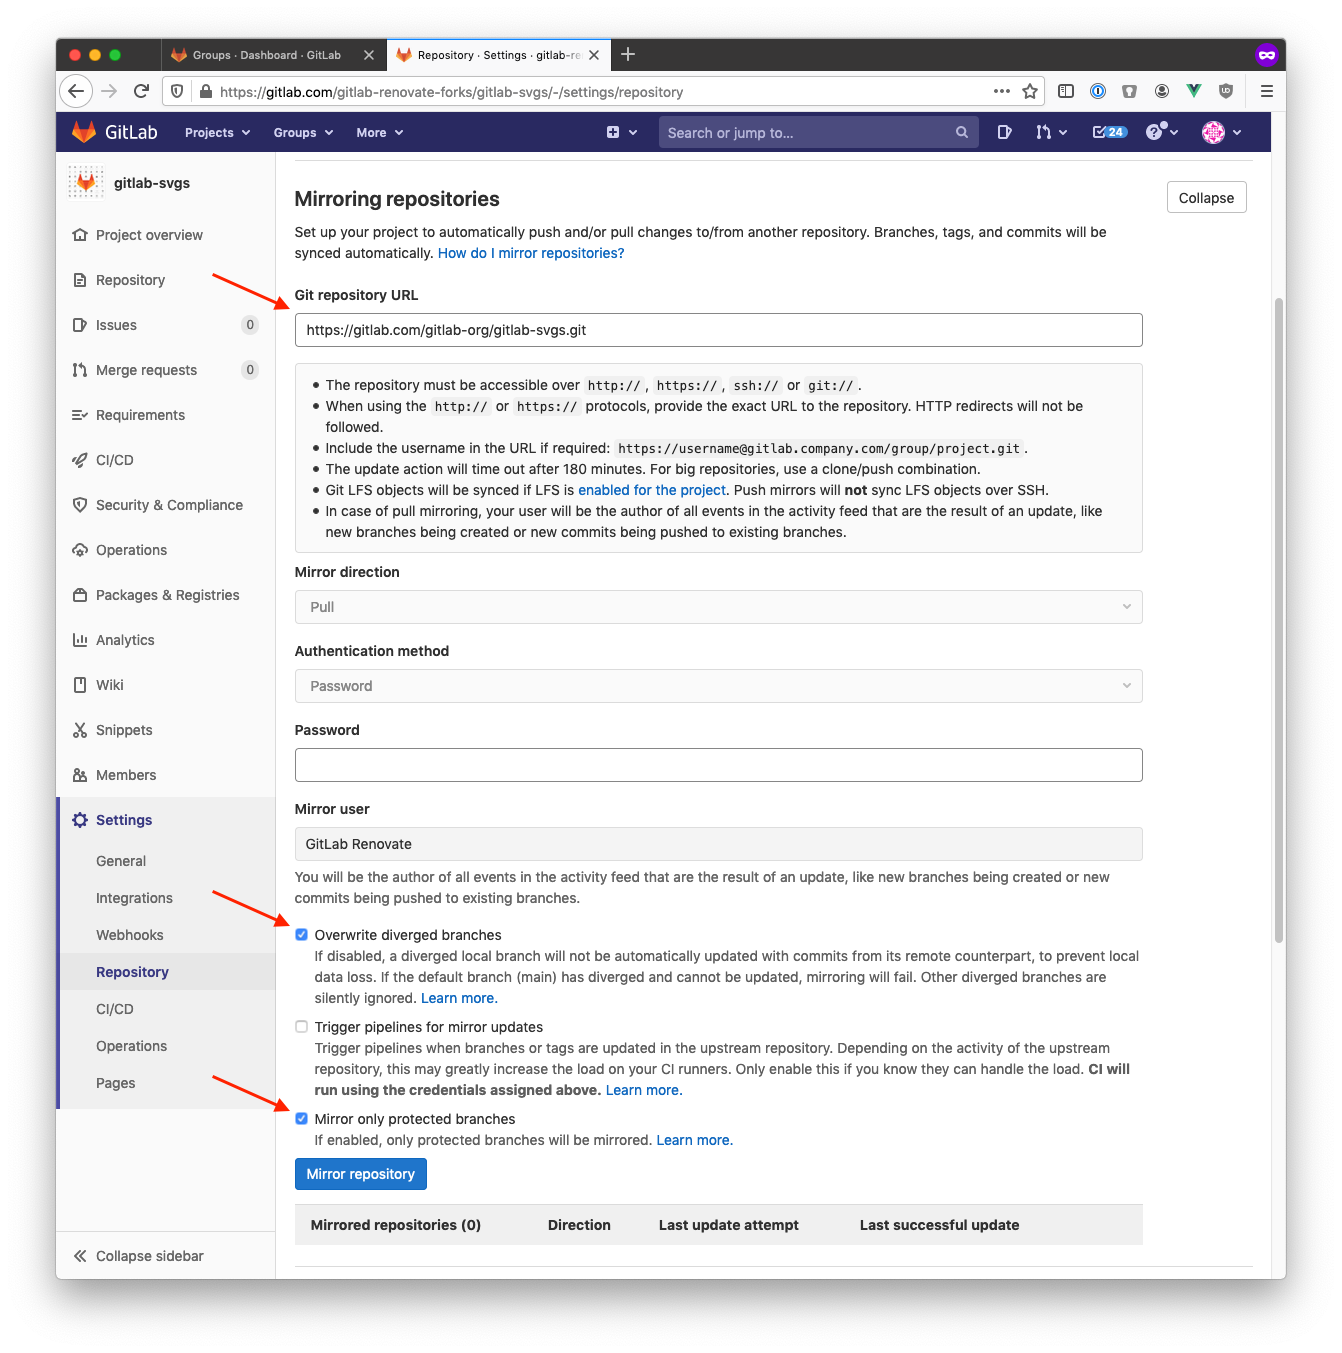 Groups · Dashboard · GitLab
Repository · Settings · gitlab-re
https://gitlab.com/gitlab-renovate-forks/gitlab-svgs/-/settings/repository
GitLab Projects Groups More Search or jump to... 24
gitlab-svgs
Project overview
Repository
Issues 0
Merge requests 0
Requirements
CI/CD
Security & Compliance
Operations
Packages & Registries
Analytics
Wiki
Snippets
Members
Settings
General
Integrations
Webhooks
Repository
CI/CD
Operations
Pages
Collapse sidebar
Mirroring repositories
Collapse
Set up your project to automatically push and/or pull changes to/from another repository. Branches, tags, and commits will be
synced automatically. How do I mirror repositories?
Git repository URL
https://gitlab.com/gitlab-org/gitlab-svgs.git
• The repository must be accessible over http://, https://, ssh:// or git://.
• When using the http:// or https:// protocols, provide the exact URL to the repository. HTTP redirects will not be
followed.
• Include the username in the URL if required: https://username@gitlab.company.com/group/project.git.
• The update action will time out after 180 minutes. For big repositories, use a clone/push combination.
• Git LFS objects will be synced if LFS is enabled for the project. Push mirrors will not sync LFS objects over SSH.
• In case of pull mirroring, your user will be the author of all events in the activity feed that are the result of an update, like
new branches being created or new commits being pushed to existing branches.
Mirror direction
Pull
Authentication method
Password
Password
Mirror user
GitLab Renovate
You will be the author of all events in the activity feed that are the result of an update, like new branches being created or new
commits being pushed to existing branches.
Overwrite diverged branches
If disabled, a diverged local branch will not be automatically updated with commits from its remote counterpart, to prevent local
data loss. If the default branch (main) has diverged and cannot be updated, mirroring will fail. Other diverged branches are
silently ignored. Learn more.
Trigger pipelines for mirror updates
Trigger pipelines when branches or tags are updated in the upstream repository. Depending on the activity of the upstream
repository, this may greatly increase the load on your CI runners. Only enable this if you know they can handle the load. CI will
run using the credentials assigned above. Learn more.
Mirror only protected branches
If enabled, only protected branches will be mirrored. Learn more.
Mirror repository
Mirrored repositories (0) Direction Last update attempt Last successful update